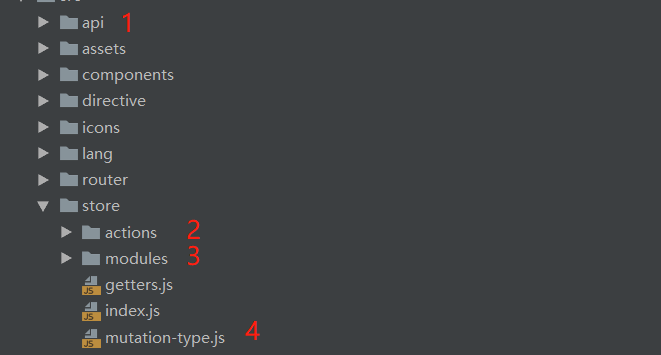 api 1
assets
components
directive
icons
lang
router
store
actions 2
modules 3
JS getters.js
JS index.js
JS mutation-type.js 4